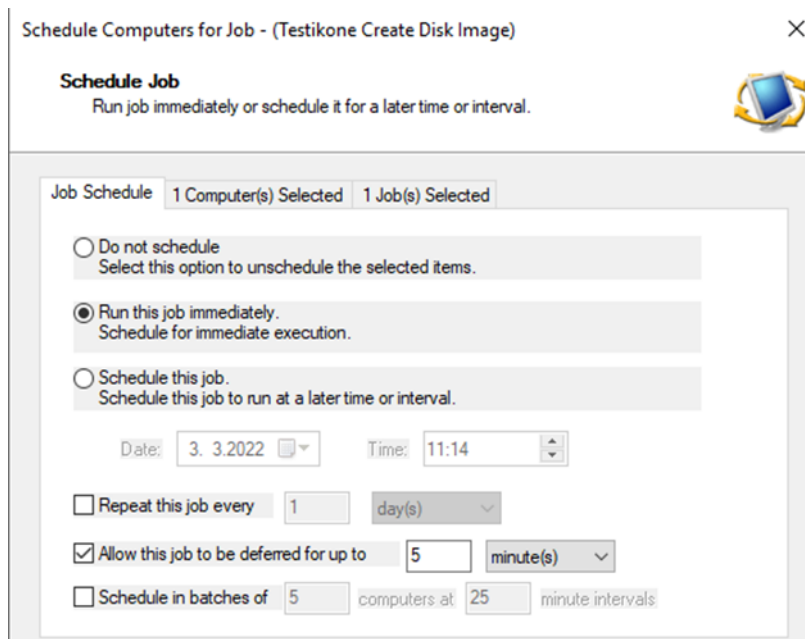 Schedule Computers for Job - (Testikone Create Disk Image)
Schedule Job
Run job immediately or schedule it for a later time or interval.
Job Schedule 1 Computer(s) Selected 1 Job(s) Selected
Do not schedule
Select this option to unschedule the selected items.
Run this job immediately.
Schedule for immediate execution.
Schedule this job.
Schedule this job to run at a later time or interval.
Date: 3. 3.2022 Time: 11:14
Repeat this job every 1 day(s)
Allow this job to be deferred for up to 5 minute(s)
Schedule in batches of 5 computers at 25 minute intervals